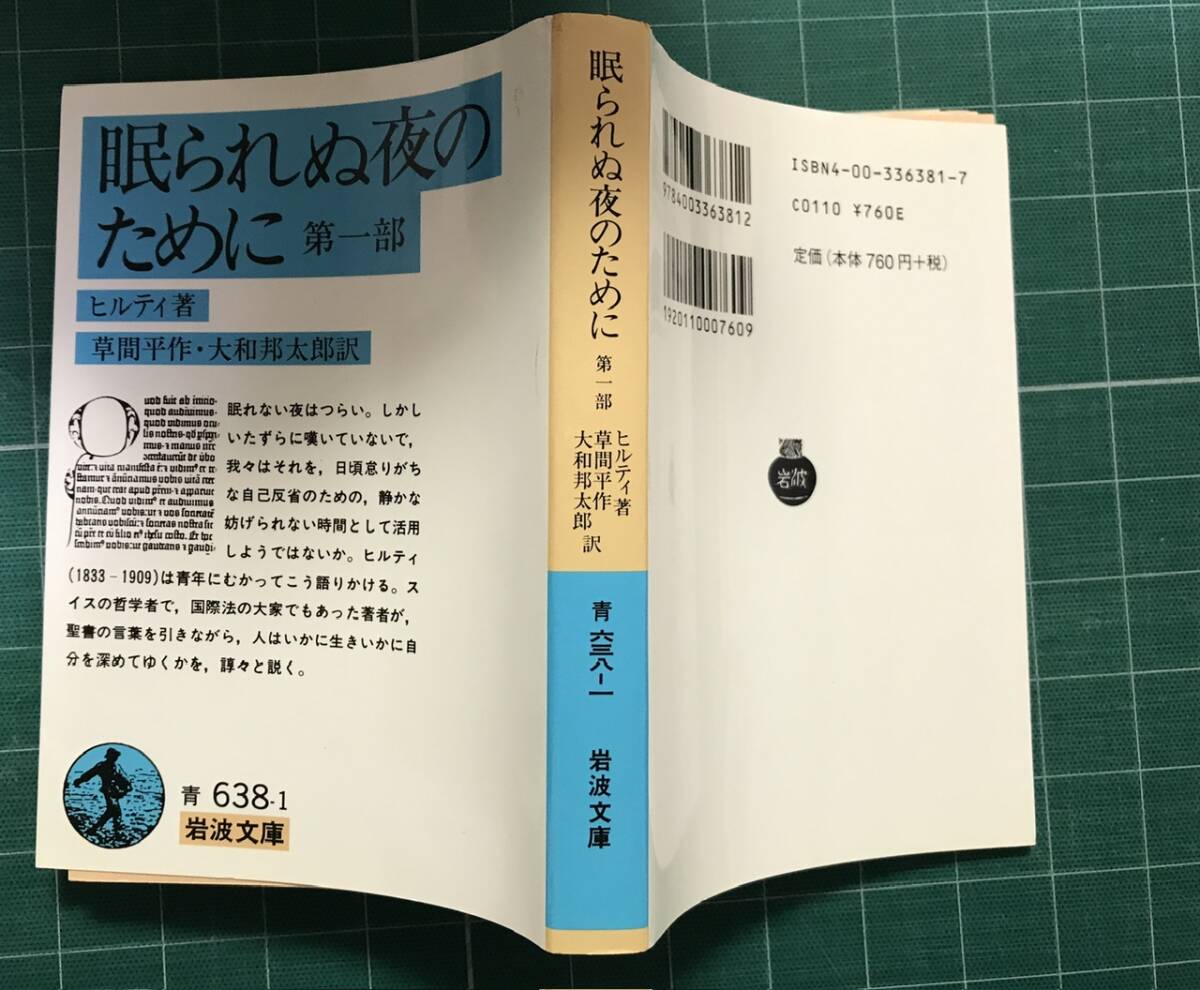 眠られぬ夜の
ために 第一部
ヒルティ著
草間平作・大和邦太郎訳
眠れない夜はつらい。しかし
いたずらに嘆いていないで,
我々はそれを,日頃怠りがち
な自己反省のための,静かな
妨げられない時間として活用
しようではないか。ヒルティ
(1833-1909)は青年にむかってこう語りかける。ス
イスの哲学者で,国際法の大家でもあった著者が,
聖書の言葉を引きながら,人はいかに生きいかに自
分を深めてゆくかを,諄々と説く。
青 638-1
岩波文庫
眠られぬ夜のために 第一部
ヒルティ著
草間平作
大和邦太郎 訳
青 六三八-一
岩波文庫
9784003363812
1920110007609
ISBN4-00-336381-7
C0110 ¥760E
定価(本体760円+税)
岩波